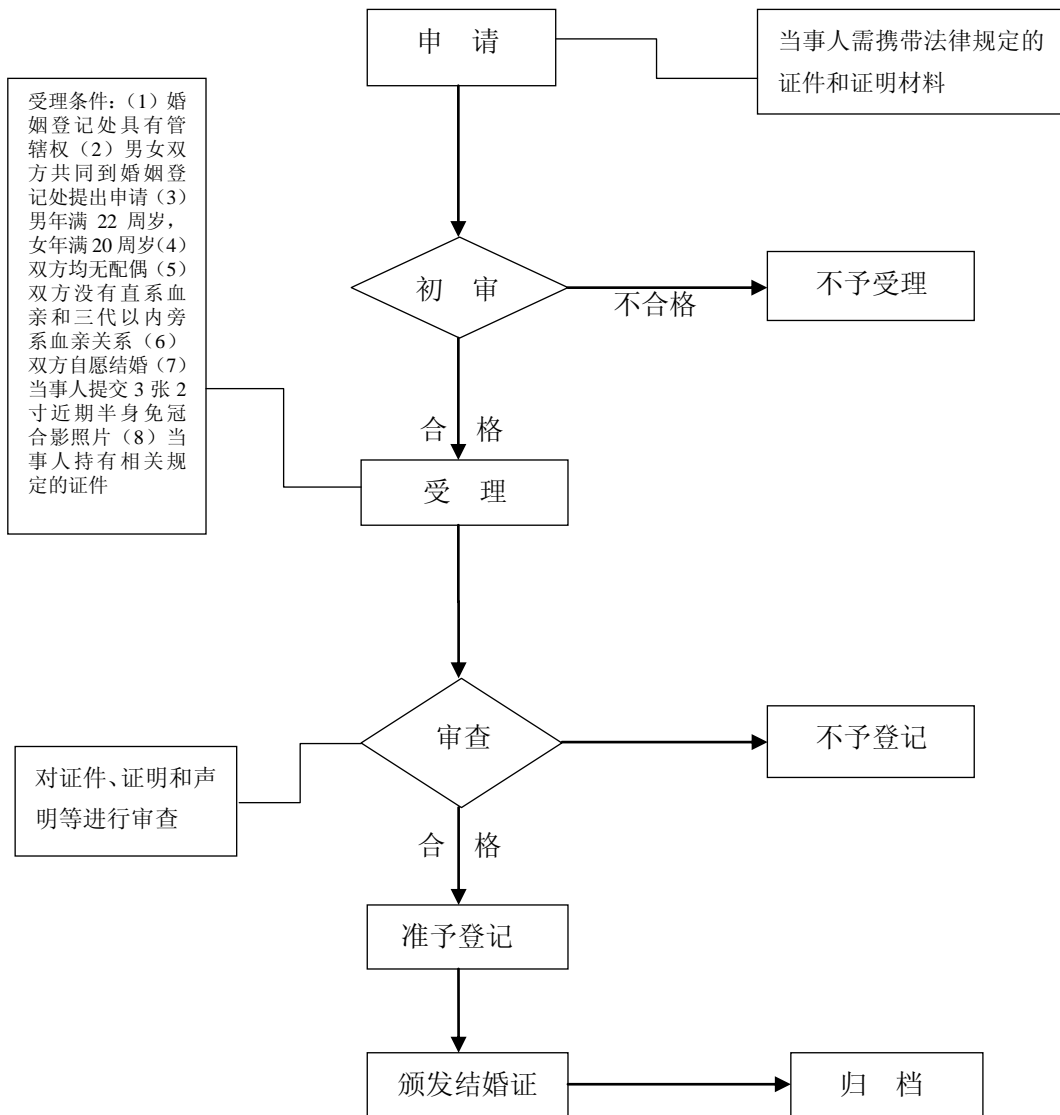 申 请
当事人需携带法律规定的
证件和证明材料
受理条件：（1）婚
姻登记处具有管
辖权（2）男女双
方共同到婚姻登
记处提出申请（3）
男年满 22 周岁，
女年满 20 周岁（4）
双方均无配偶（5）
双方没有直系血
亲和三代以内旁
系血亲关系（6）
双方自愿结婚（7）
当事人提交 3 张 2
寸近期半身免冠
合影照片（8）当
事人持有相关规
定的证件
初 审
不合格
不予受理
合 格
受 理
审查
不予登记
对证件、证明和声
明等进行审查
合 格
准予登记
颁发结婚证
归 档